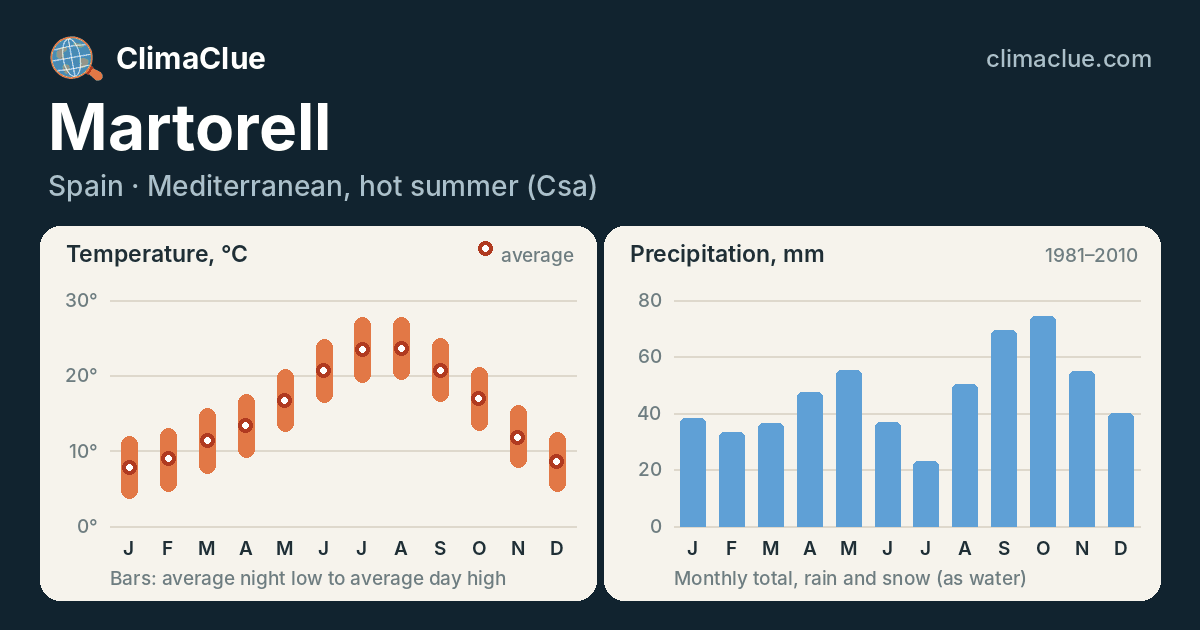 ClimaClue
climaclue.com
Martorell
Spain · Mediterranean, hot summer (Csa)
Temperature, °C
average
30°
20°
10°
0°
J F M A M J J A S O N D
Bars: average night low to average day high
Precipitation, mm
1981–2010
80
60
40
20
0
J F M A M J J A S O N D
Monthly total, rain and snow (as water)